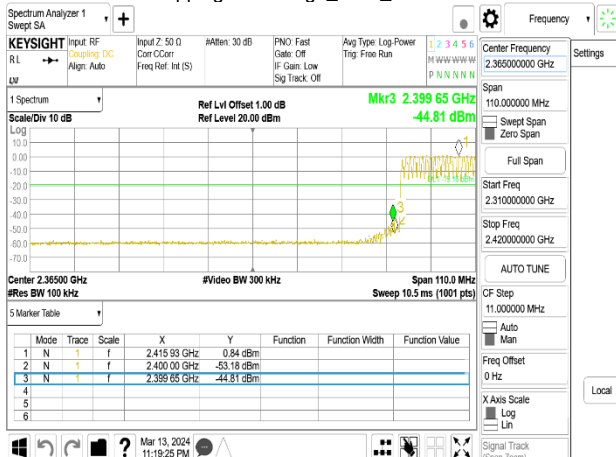 Spectrum Analyzer 1
Swept SA
+
Frequency
KEYSIGHT
Input: RF
Coupling: DC
Align: Auto
Input Z: 50 Ω
Corr CCorr
Freq Ref: Int (S)
#Atten: 30 dB
PNO: Fast
Gate: Off
IF Gain: Low
Sig Track: Off
Avg Type: Log-Power
Trig: Free Run
1 2 3 4 5 6
M W W W W W
P N N N N N
R L
LXI
Center Frequency
2.365000000 GHz
Settings
Span
110.000000 MHz
Swept Span
Zero Span
Full Span
Start Freq
2.310000000 GHz
Stop Freq
2.420000000 GHz
AUTO TUNE
CF Step
11.000000 MHz
Auto
Man
Freq Offset
0 Hz
X Axis Scale
Log
Lin
Local
Signal Track
(Span Zoom)
1 Spectrum
Scale/Div 10 dB
Ref Lvl Offset 1.00 dB
Ref Level 20.00 dBm
Mkr3 2.399 65 GHz
-44.81 dBm
Log
10.0
0.00
-10.0
-20.0
-30.0
-40.0
-50.0
-60.0
-70.0
1
3
Center 2.36500 GHz
#Video BW 300 kHz
Span 110.0 MHz
#Res BW 100 kHz
Sweep 10.5 ms (1001 pts)
5 Marker Table
Mode Trace Scale X Y Function Function Width Function Value
1 N 1 f 2.415 93 GHz 0.84 dBm
2 N 1 f 2.400 00 GHz -53.18 dBm
3 N 1 f 2.399 65 GHz -44.81 dBm
4
5
6
?
Mar 13, 2024
11:19:25 PM